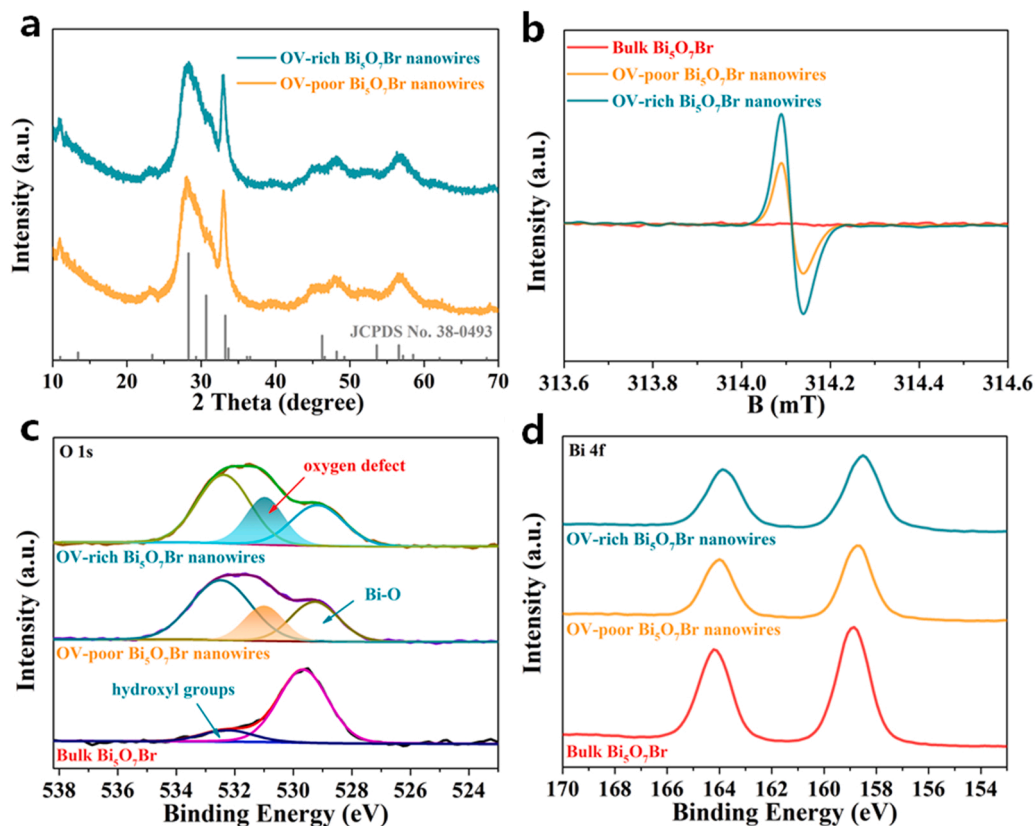 a
OV-rich Bi₅O₇Br nanowires
OV-poor Bi₅O₇Br nanowires
JCPDS No. 38-0493
Intensity (a.u.)
10 20 30 40 50 60 70
2 Theta (degree)
b
Bulk Bi₅O₇Br
OV-poor Bi₅O₇Br nanowires
OV-rich Bi₅O₇Br nanowires
Intensity (a.u.)
313.6 313.8 314.0 314.2 314.4 314.6
B (mT)
c
O 1s
oxygen defect
OV-rich Bi₅O₇Br nanowires
Bi-O
OV-poor Bi₅O₇Br nanowires
hydroxyl groups
Bulk Bi₅O₇Br
Intensity (a.u.)
538 536 534 532 530 528 526 524
Binding Energy (eV)
d
Bi 4f
OV-rich Bi₅O₇Br nanowires
OV-poor Bi₅O₇Br nanowires
Bulk Bi₅O₇Br
Intensity (a.u.)
170 168 166 164 162 160 158 156 154
Binding Energy (eV)